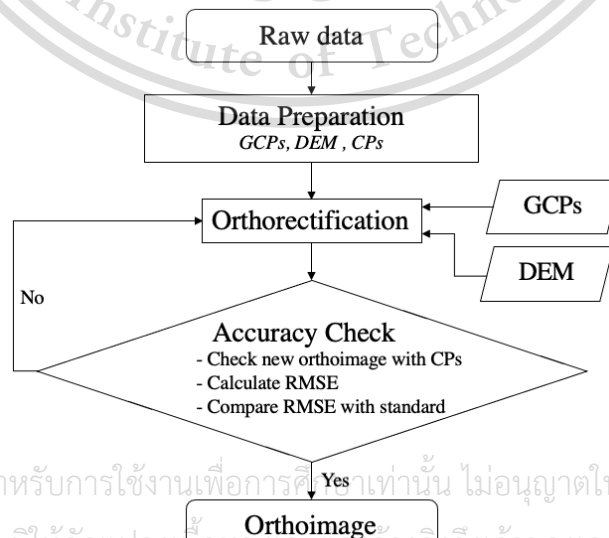 Institute of Techno
Raw data
Data Preparation
GCPs, DEM , CPs
Orthorectification
GCPs
DEM
No
Accuracy Check
- Check new orthoimage with CPs
- Calculate RMSE
- Compare RMSE with standard
หรับการใช้งานเพื่อการศึกษาเท่านั้น ไม่อนุญาตใ
Yes
Orthoimage